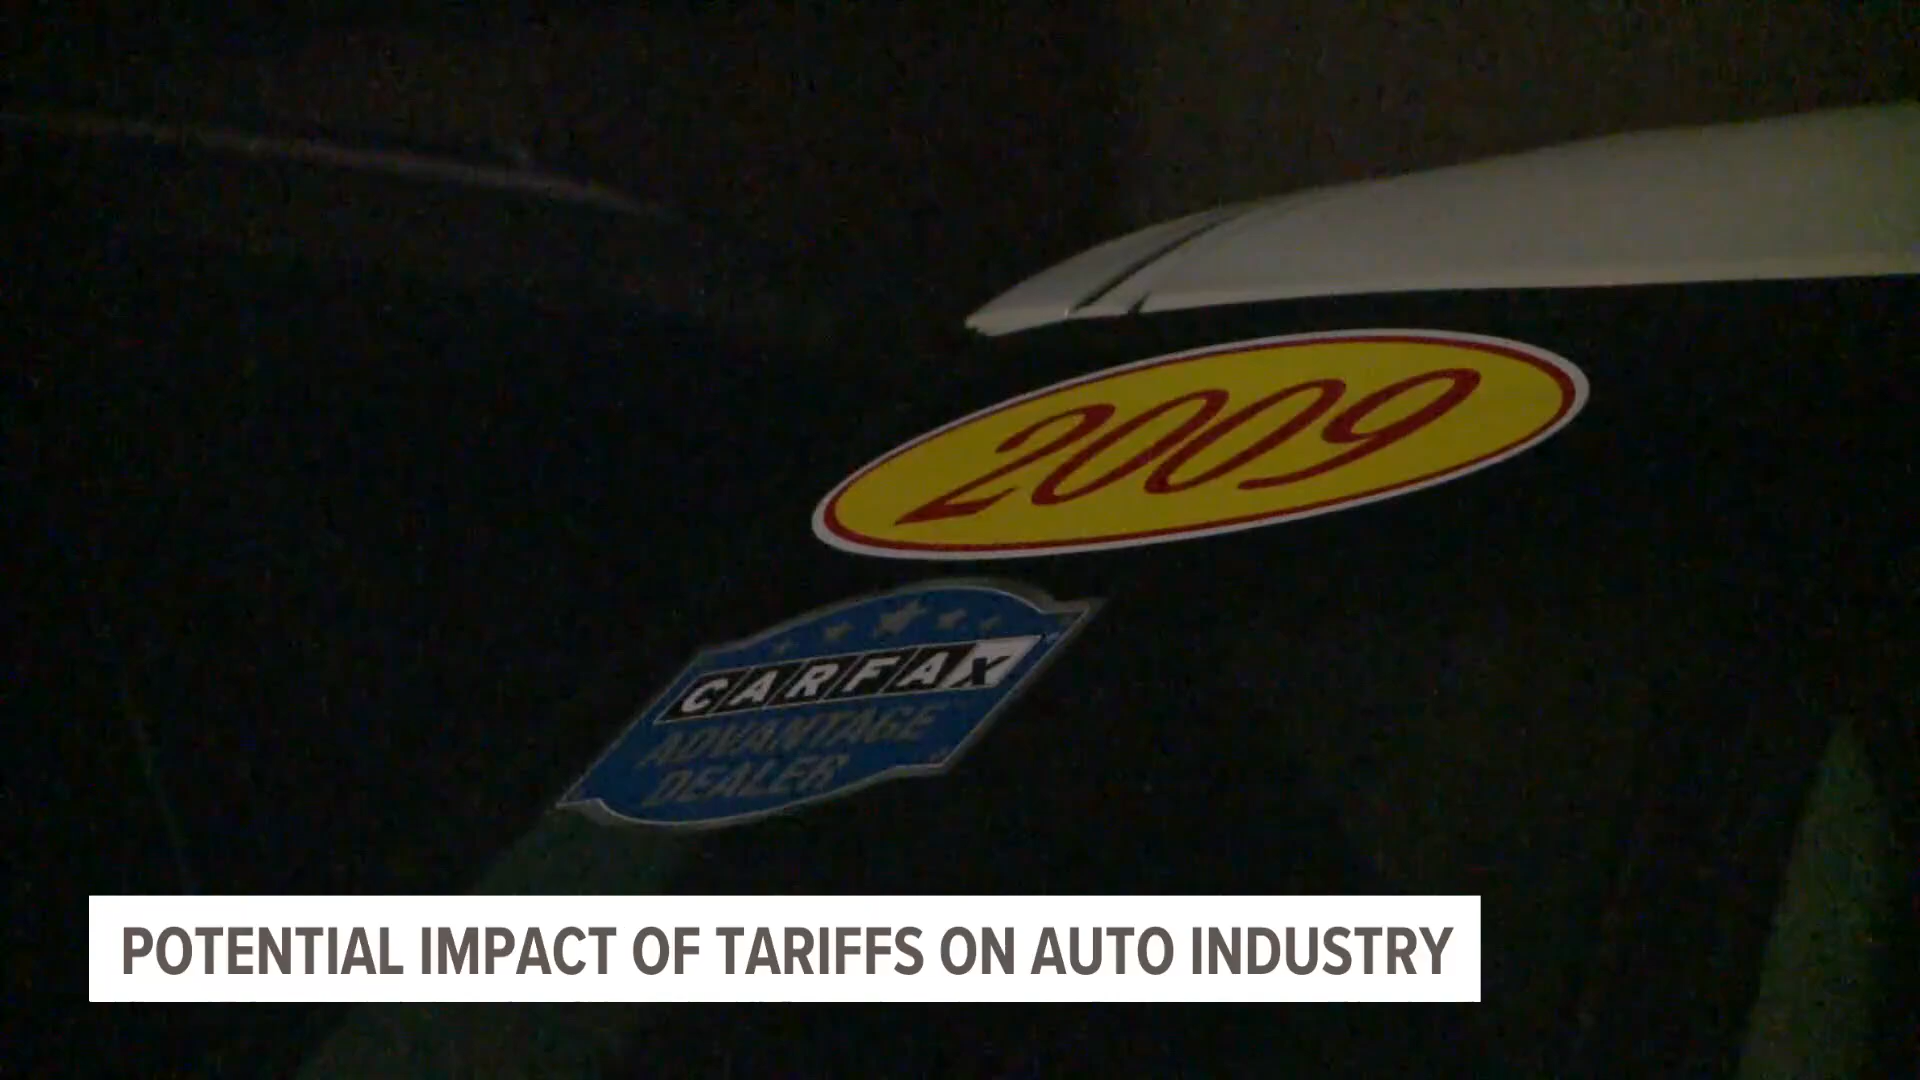 2009
CARFAX
ADVANTAGE
DEALER
POTENTIAL IMPACT OF TARIFFS ON AUTO INDUSTRY